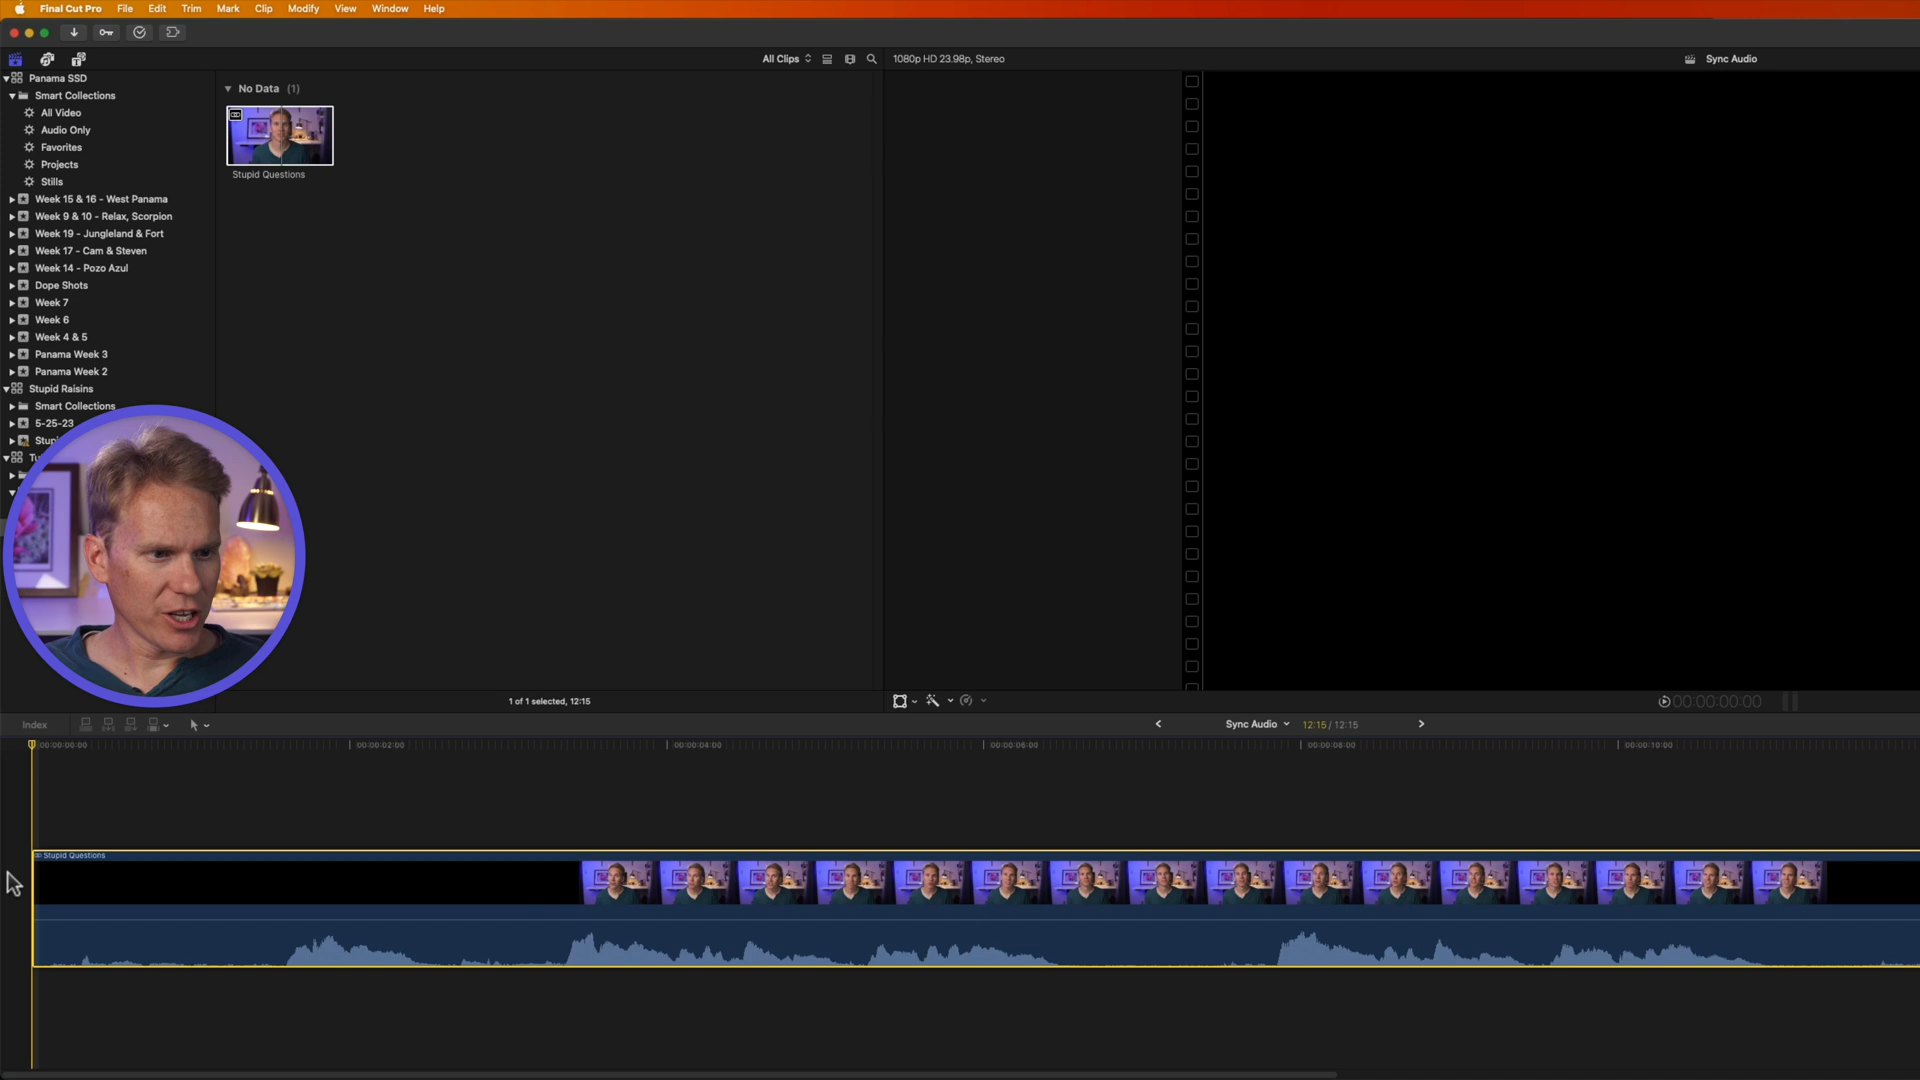 Final Cut Pro File Edit Trim Mark Clip Modify View Window Help
All Clips 1080p HD 23.98p, Stereo Sync Audio
Panama SSD
Smart Collections
All Video
Audio Only
Favorites
Projects
Stills
Week 15 & 16 - West Panama
Week 9 & 10 - Relax, Scorpion
Week 19 - Jungleland & Fort
Week 17 - Cam & Steven
Week 14 - Pozo Azul
Dope Shots
Week 7
Week 6
Week 4 & 5
Panama Week 3
Panama Week 2
Stupid Raisins
Smart Collections
5-25-23
No Data (1)
Stupid Questions
1 of 1 selected, 12:15
00:00:00:00
Index Sync Audio 12:15 / 12:15
00:00:00:00 00:00:02:00 00:00:04:00 00:00:06:00 00:00:08:00 00:00:10:00
Stupid Questions